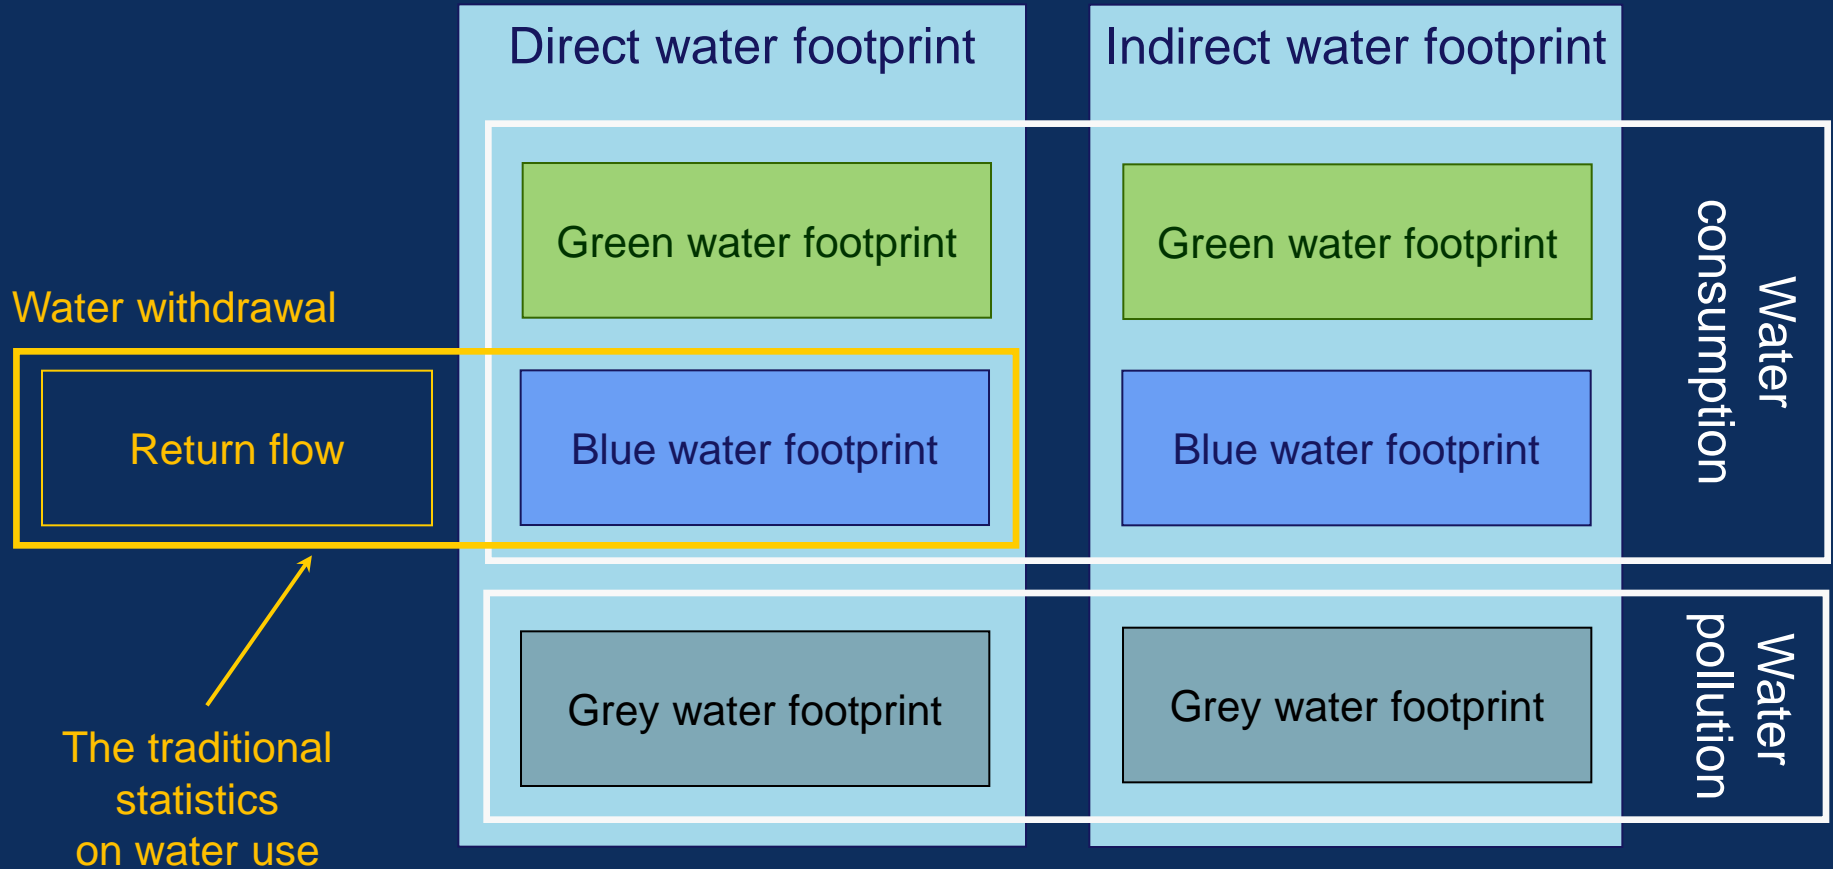 Direct water footprint
Indirect water footprint
Green water footprint
Green water footprint
Water
consumption
Water withdrawal
Return flow
Blue water footprint
Blue water footprint
Grey water footprint
Grey water footprint
Water
pollution
The traditional
statistics
on water use